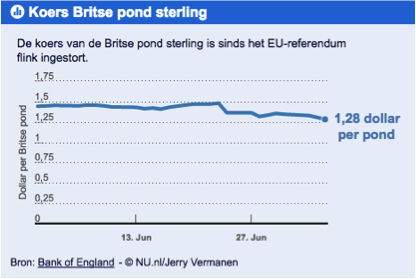 Koers Britse pond sterling
De koers van de Britse pond sterling is sinds het EU-referendum
flink ingestort.
Dollar per Britse pond
1,75
1,5
1,25
1
0,75
0,5
0,25
0
1,28 dollar
per pond
13. Jun
27. Jun
Bron: Bank of England - © NU.nl/Jerry Vermanen